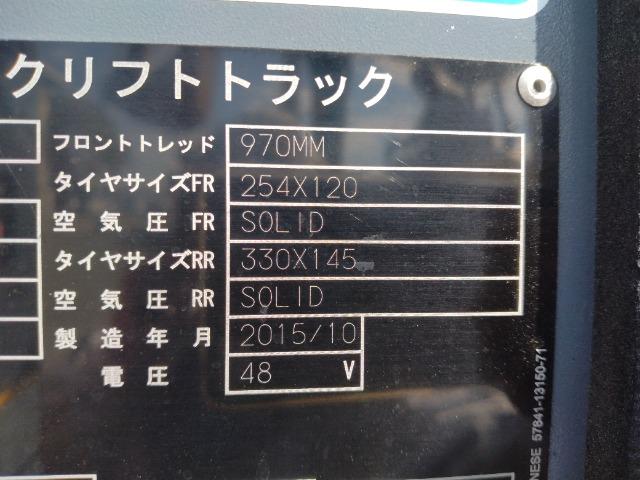 クリフトトラック
フロントトレッド 970MM
タイヤサイズFR 254X120
空気圧 FR SOLID
タイヤサイズRR 330X145
空気圧 RR SOLID
製造年月 2015/10
電圧 48 V
NESE 57841-13150-71